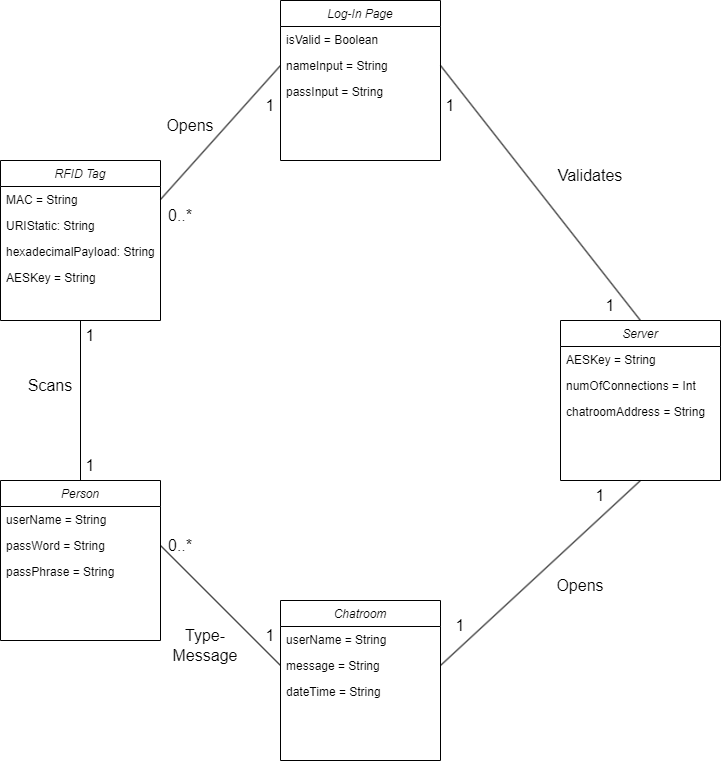 Log-In Page
isValid = Boolean
nameInput = String
passInput = String
1
1
Opens
Validates
RFID Tag
MAC = String
URIStatic: String
hexadecimalPayload: String
AESKey = String
0..*
1
1
Server
AESKey = String
numOfConnections = Int
chatroomAddress = String
Scans
1
1
Person
userName = String
passWord = String
passPhrase = String
0..*
Opens
Type-
Message
1
1
Chatroom
userName = String
message = String
dateTime = String